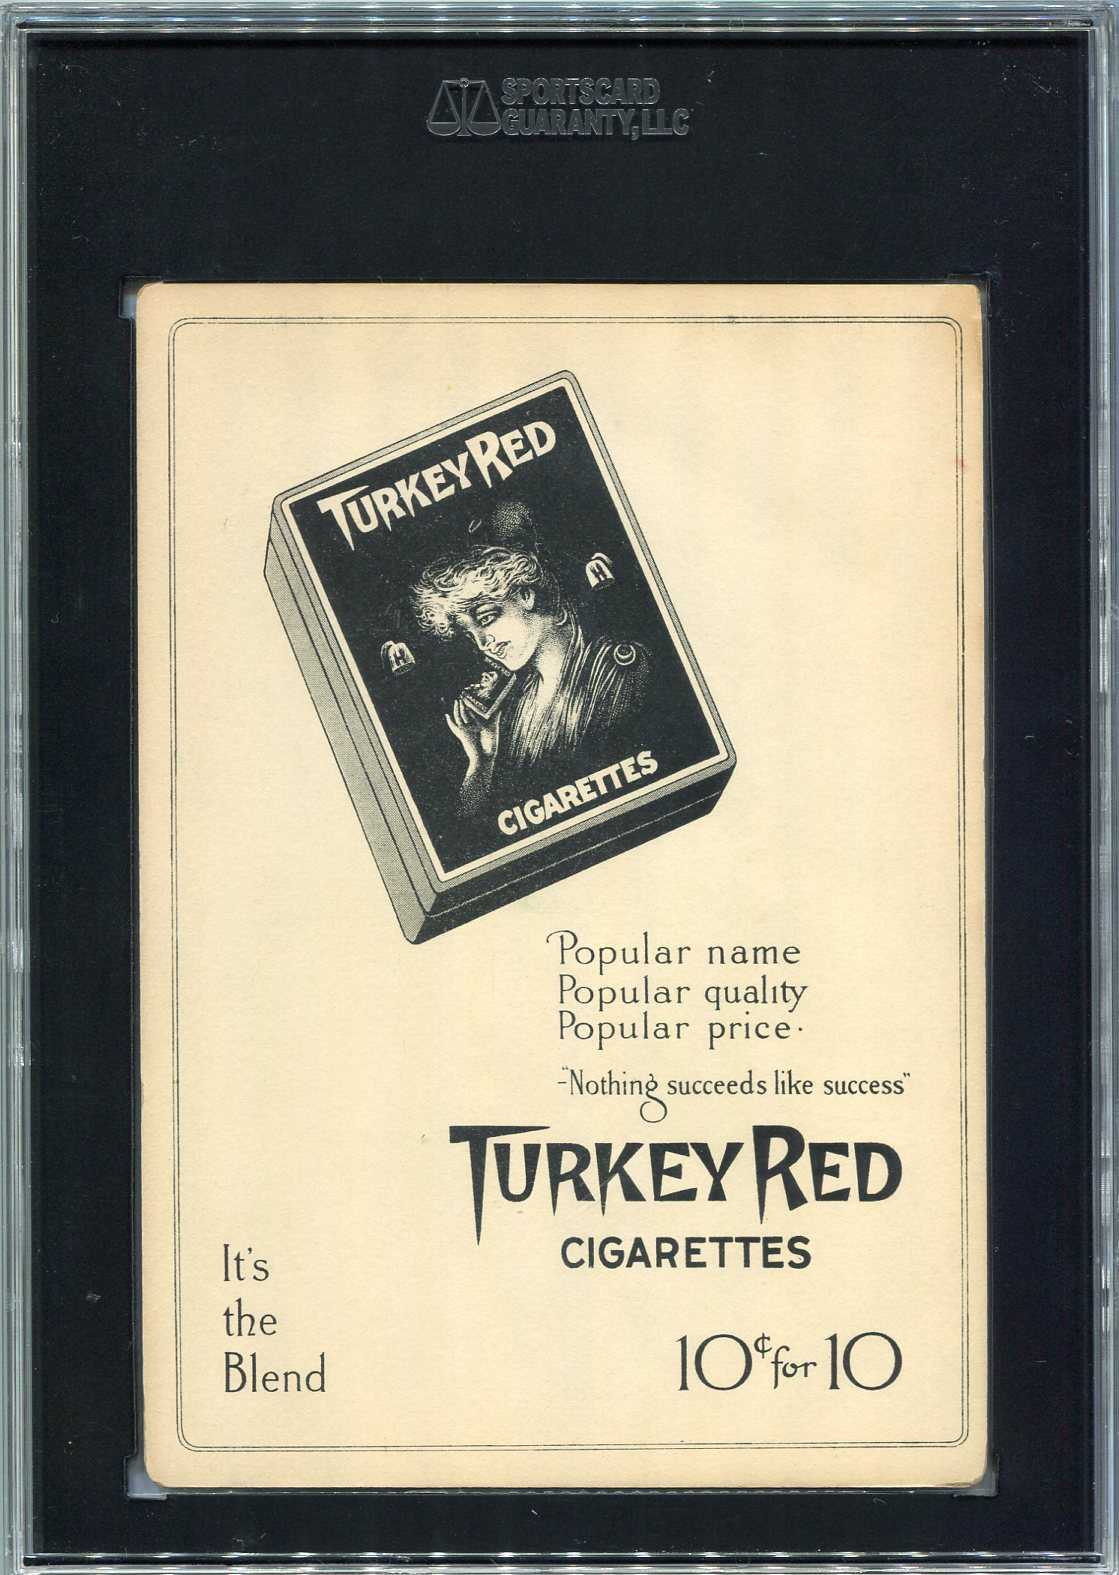 SPORTSCARD
GUARANTY, LLC
TURKEY RED
H
H
CIGARETTES
Popular name
Popular quality
Popular price.
-"Nothing succeeds like success"
TURKEY RED
CIGARETTES
It's
the
Blend
10¢ for 10